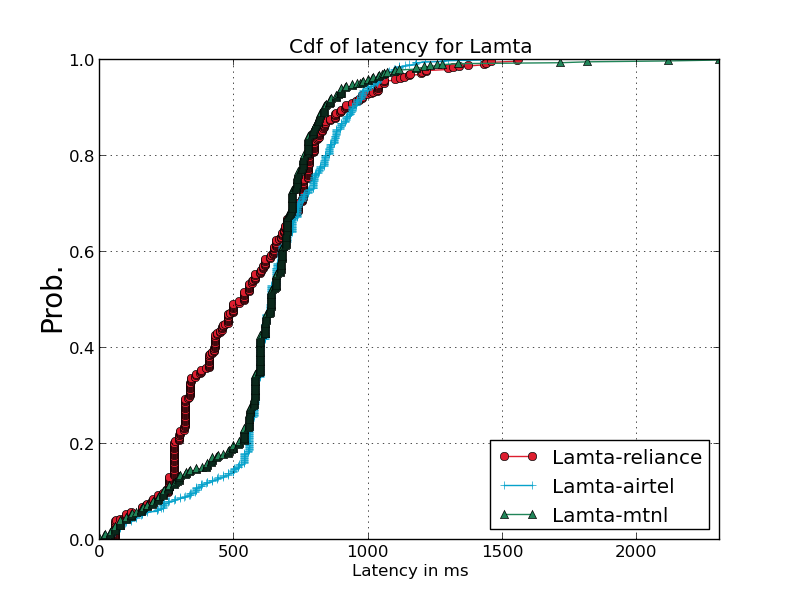 Cdf of latency for Lamta
Prob.
1.0
0.8
0.6
0.4
0.2
0.0
0 500 1000 1500 2000
Latency in ms
Lamta-reliance
Lamta-airtel
Lamta-mtnl